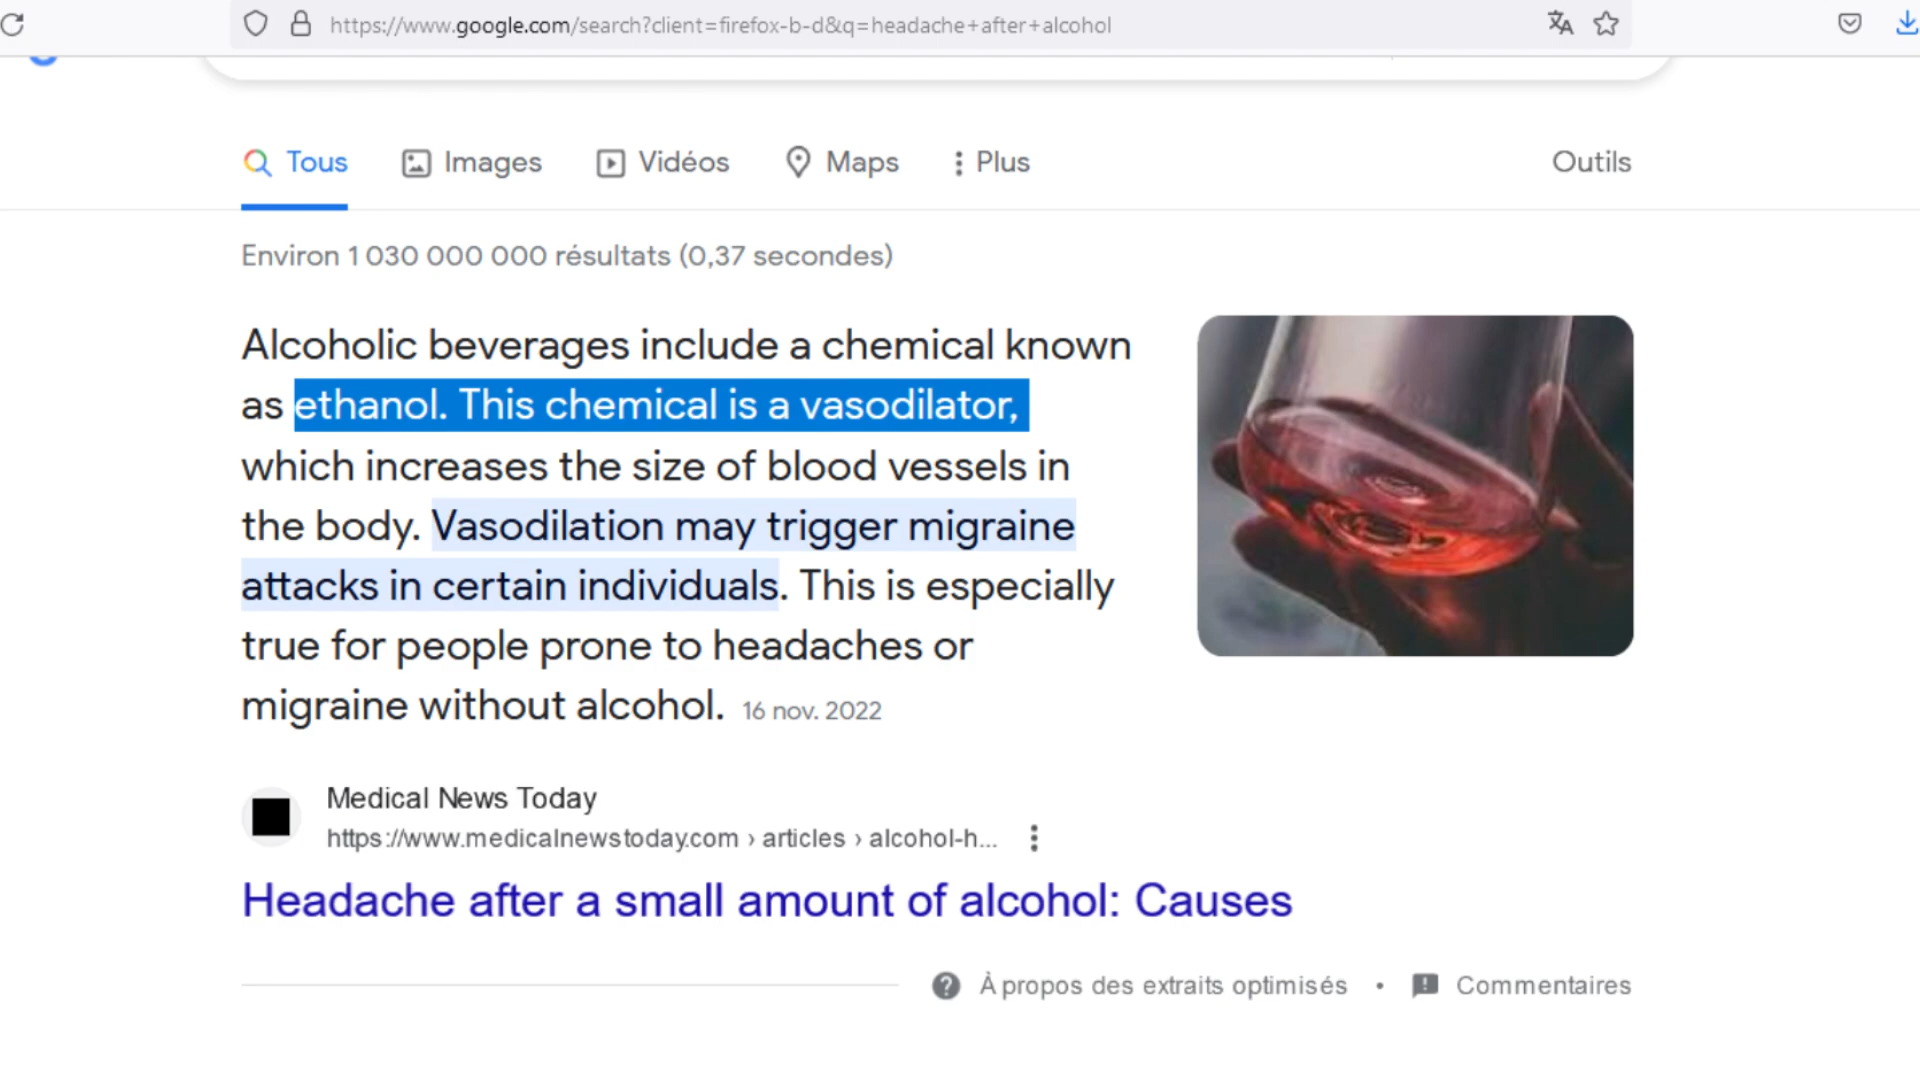 https://www.google.com/search?client=firefox-b-d&q=headache+after+alcohol
Tous Images Vidéos Maps Plus Outils
Environ 1 030 000 000 résultats (0,37 secondes)
Alcoholic beverages include a chemical known
as ethanol. This chemical is a vasodilator,
which increases the size of blood vessels in
the body. Vasodilation may trigger migraine
attacks in certain individuals. This is especially
true for people prone to headaches or
migraine without alcohol. 16 nov. 2022
Medical News Today
https://www.medicalnewstoday.com › articles › alcohol-h...
Headache after a small amount of alcohol: Causes
À propos des extraits optimisés • Commentaires